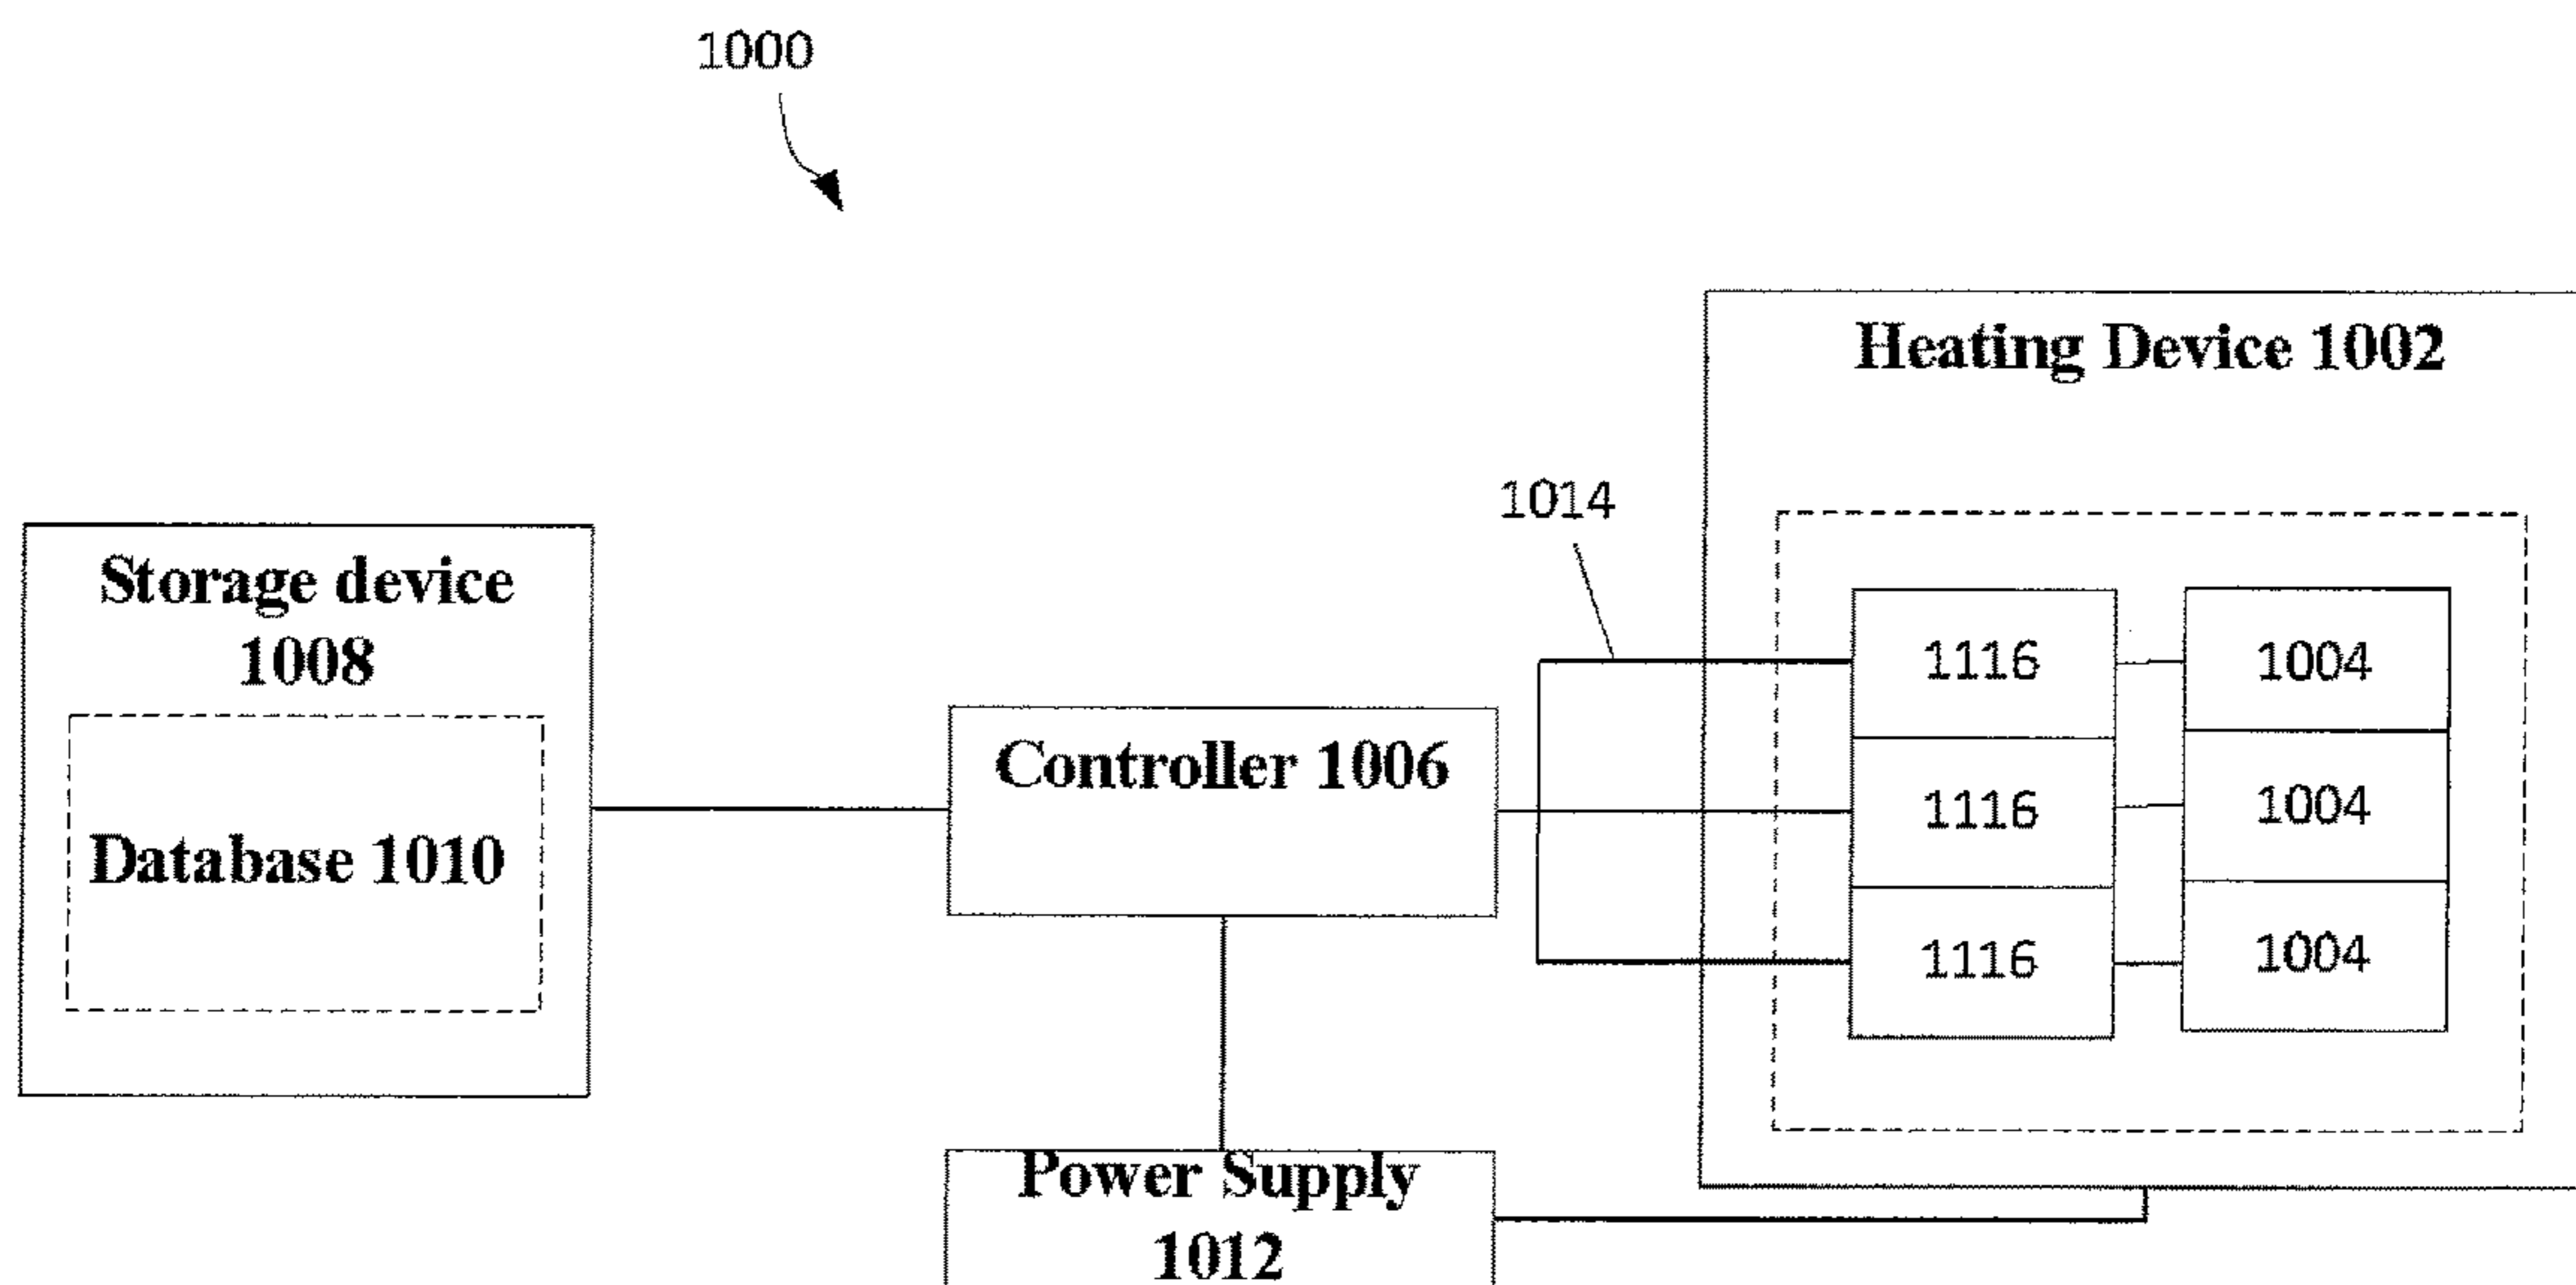 1000
Heating Device 1002
1014
Storage device
1008
Database 1010
Controller 1006
1116
1004
1116
1004
1116
1004
Power Supply
1012